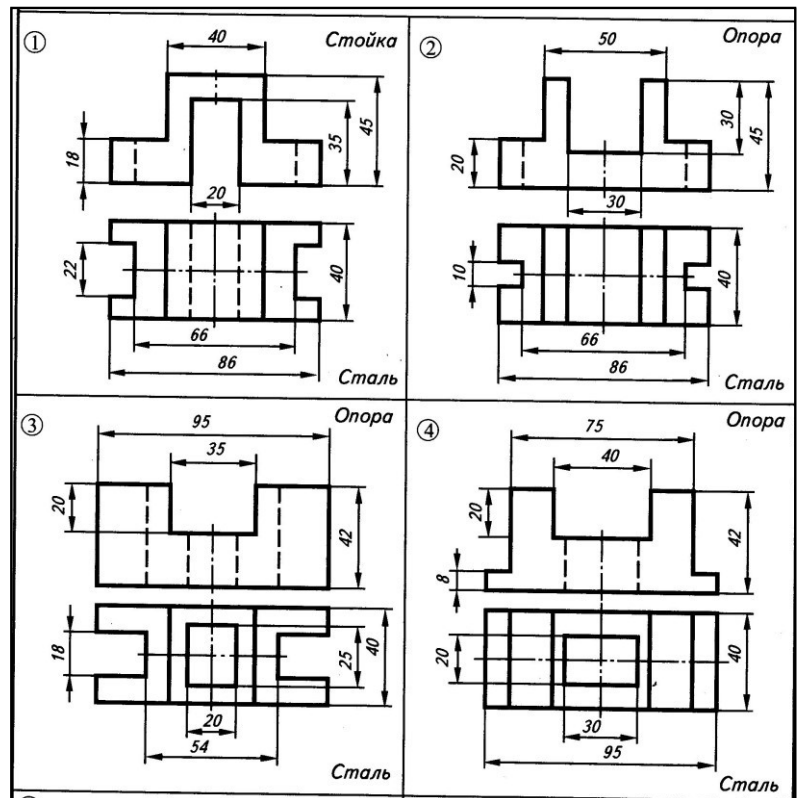 ① 40 Стойка
18 20 35 45
22 40
66
86
Сталь
② 50 Опора
20 30 30 45
10 40
66
86
Сталь
③ 95 Опора
35
20 42
18 25 40
20
54
Сталь
④ 75 Опора
40
20 8 42
20 40
30
95
Сталь